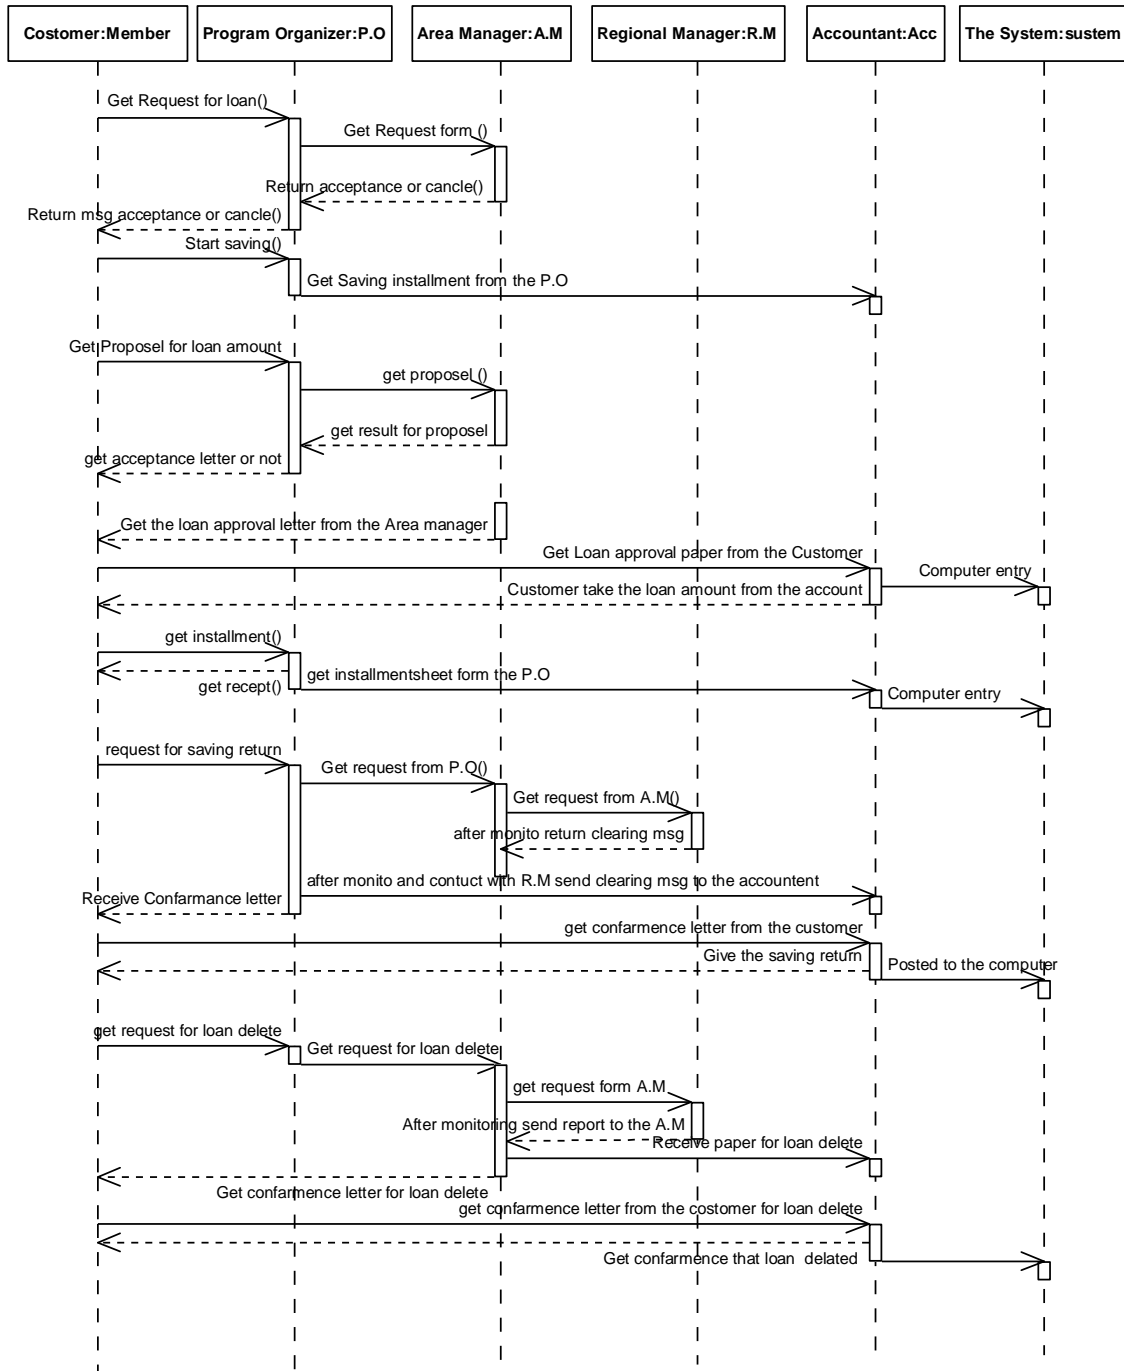 Costomer:Member
Program Organizer:P.O
Area Manager:A.M
Regional Manager:R.M
Accountant:Acc
The System:sustem
Get Request for loan()
Get Request form ()
Return acceptance or cancle()
Return msg acceptance or cancle()
Start saving()
Get Saving installment from the P.O
Get Proposel for loan amount
get proposel ()
get result for proposel
get acceptance letter or not
Get the loan approval letter from the Area manager
Get Loan approval paper from the Customer
Computer entry
Customer take the loan amount from the account
get installment()
get installmentsheet form the P.O
get recept()
Computer entry
request for saving return
Get request from P.O()
Get request from A.M()
after monito return clearing msg
after monito and contuct with R.M send clearing msg to the accountent
Receive Confarmance letter
get confarmence letter from the customer
Give the saving return
Posted to the computer
get request for loan delete
Get request for loan delete
get request form A.M
After monitoring send report to the A.M
Receive paper for loan delete
Get confarmence letter for loan delete
get confarmence letter from the costomer for loan delete
Get confarmence that loan delated